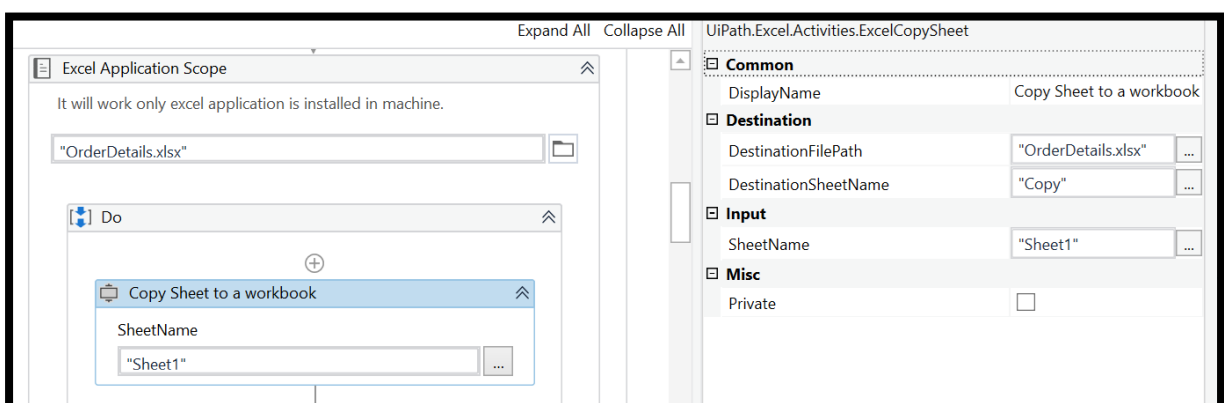 Expand All Collapse All
Excel Application Scope
It will work only excel application is installed in machine.
"OrderDetails.xlsx"
Do
Copy Sheet to a workbook
SheetName
"Sheet1"
...
UiPath.Excel.Activities.ExcelCopySheet
Common
DisplayName Copy Sheet to a workbook
Destination
DestinationFilePath "OrderDetails.xlsx" ...
DestinationSheetName "Copy" ...
Input
SheetName "Sheet1" ...
Misc
Private